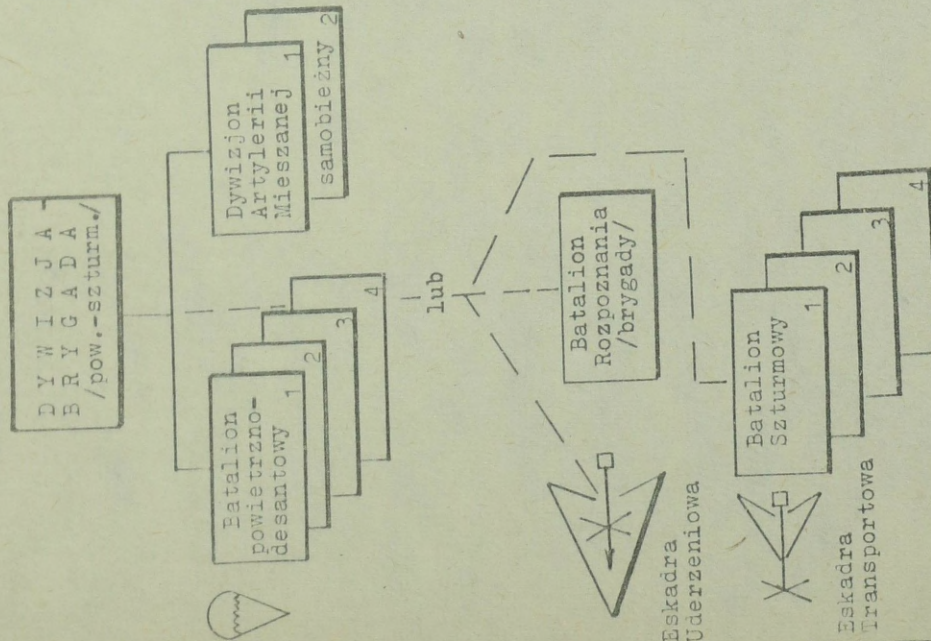 D Y W I Z J A
B R Y G A D A
/pow.-szturm./
Batalion
powietrzno-
desantowy
1
2
3
4
Dywizjon
Artylerii
Mieszanej
1
samobieżny
2
lub
Eskadra
Uderzeniowa
Batalion
Rozpoznania
/brygady/
Eskadra
Transportowa
Batalion
Szturmowy
1
2
3
4